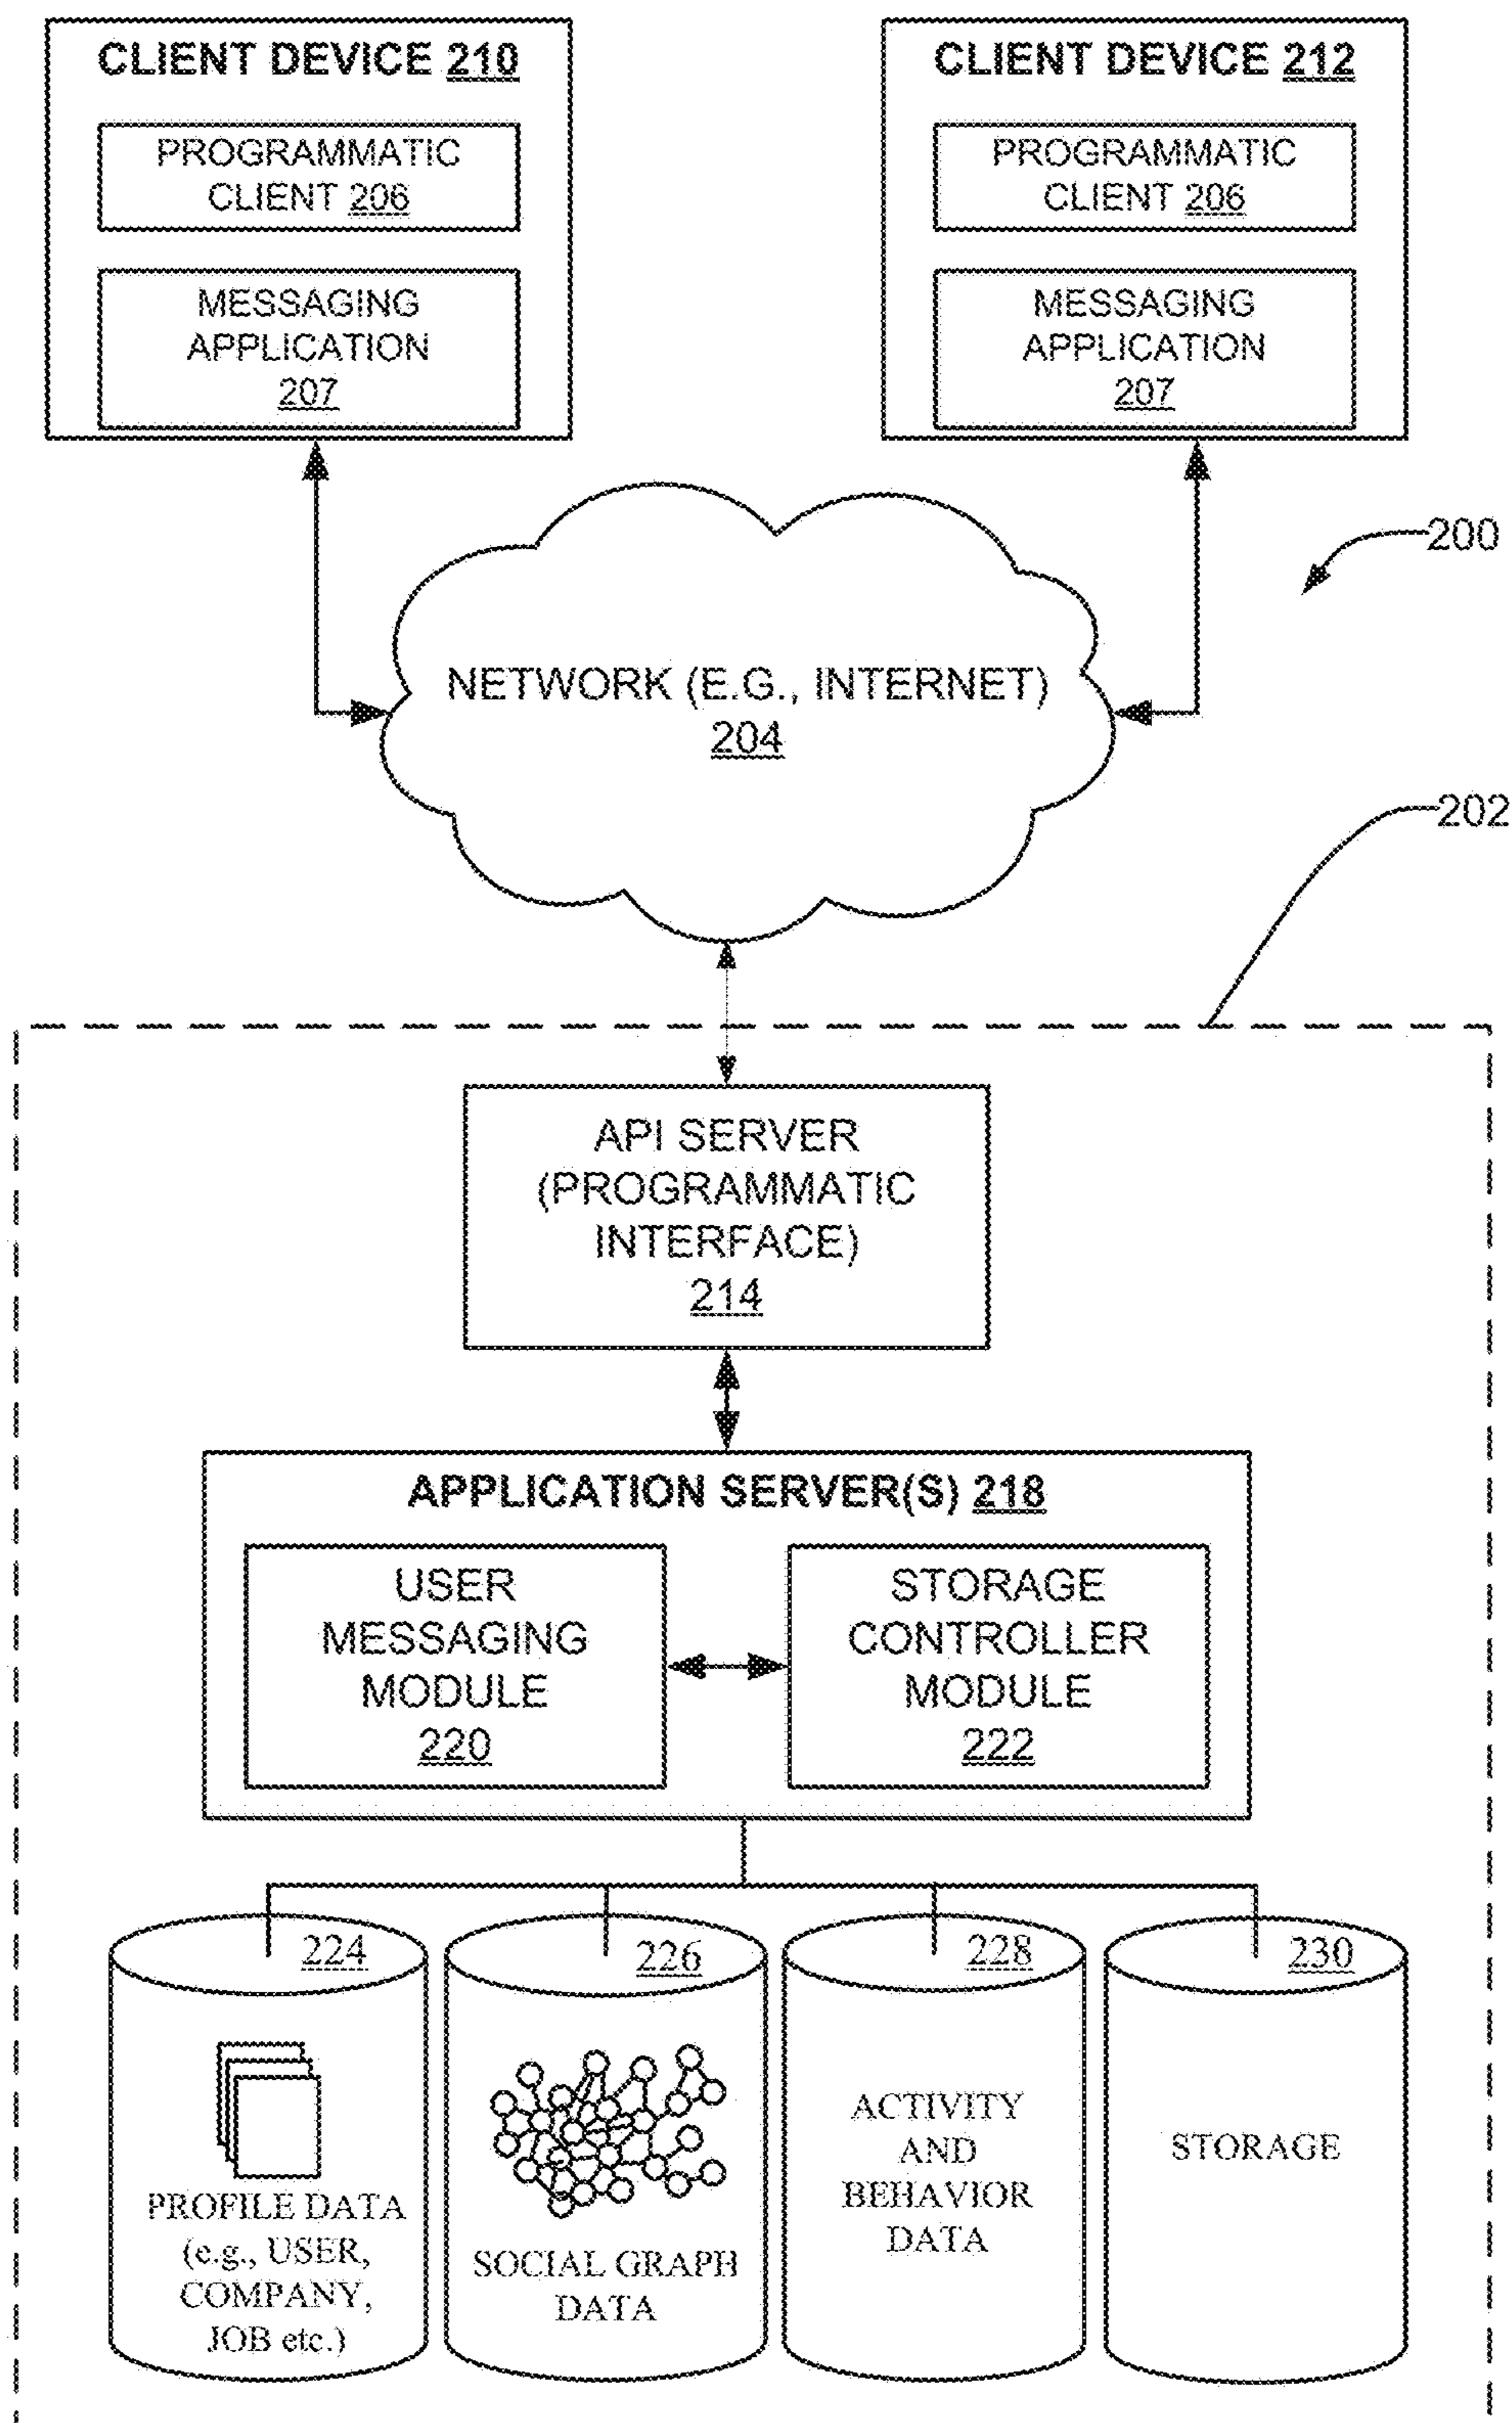 CLIENT DEVICE 210
PROGRAMMATIC
CLIENT 206
MESSAGING
APPLICATION
207
CLIENT DEVICE 212
PROGRAMMATIC
CLIENT 206
MESSAGING
APPLICATION
207
200
NETWORK (E.G., INTERNET)
204
202
API SERVER
(PROGRAMMATIC
INTERFACE)
214
APPLICATION SERVER(S) 218
USER
MESSAGING
MODULE
220
STORAGE
CONTROLLER
MODULE
222
224
PROFILE DATA
(e.g., USER,
COMPANY,
JOB etc.)
226
SOCIAL GRAPH
DATA
228
ACTIVITY
AND
BEHAVIOR
DATA
230
STORAGE